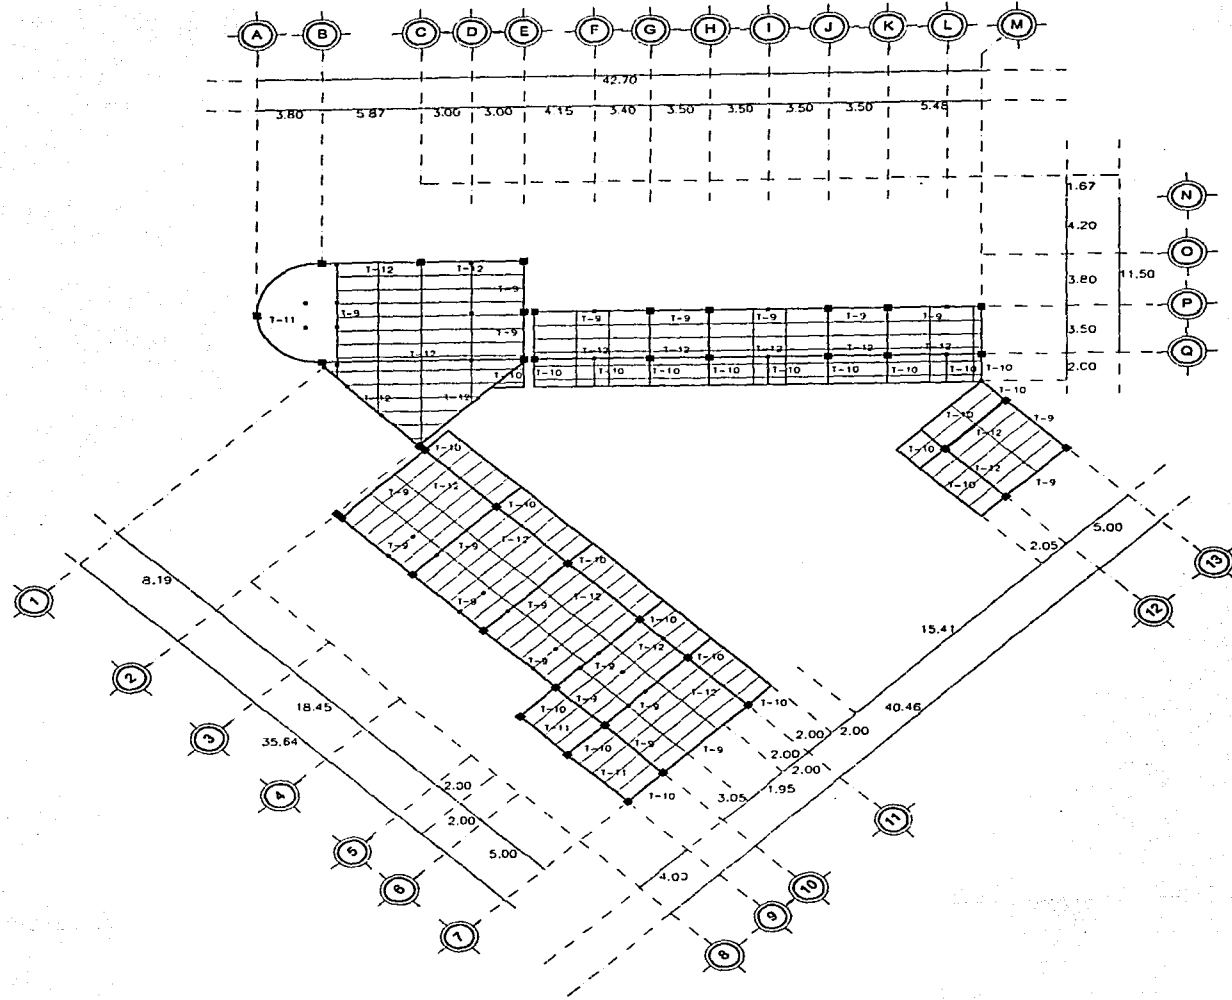 A B C D E F G H I J K L M
42.70
3.80 5.87 3.00 3.00 4.15 3.40 3.50 3.50 3.50 3.50 5.48
1.67
N
4.20
O
3.80 11.50
P
3.50
Q
2.00
T-12 T-12
T-9
T-11 T-9
T-9 T-9 T-9 T-9 T-9
T-9
T-12 T-12 T-12 T-12 T-12 T-12
T-10 T-10 T-10 T-10 T-10 T-10 T-10 T-10 T-10 T-10
T-12 T-12
T-10
T-10 T-9
T-12
T-10
T-12
T-10 T-9
T-10
T-12
T-9
T-10
T-12
T-10
T-9 T-9
T-12
T-10
T-9 T-9
T-12
T-10
T-9 T-9
T-12
T-10
T-9
T-10 T-9
T-12
T-10
T-11
T-9
T-10 T-9
T-9
T-11
T-10
5.00
2.05
13
12
15.41
40.46
8.19
1
2
18.45
3
35.64
2.00 2.00
2.00
2.00
1.95
3.05
4
2.00
2.00
11
5
5.00
4.00
6
10
9
7
8